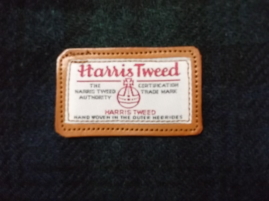 Harris Tweed
THE CERTIFICATION
HARRIS TWEED TRADE MARK
AUTHORITY
HARRIS TWEED
HAND WOVEN IN THE OUTER HEBRIDES